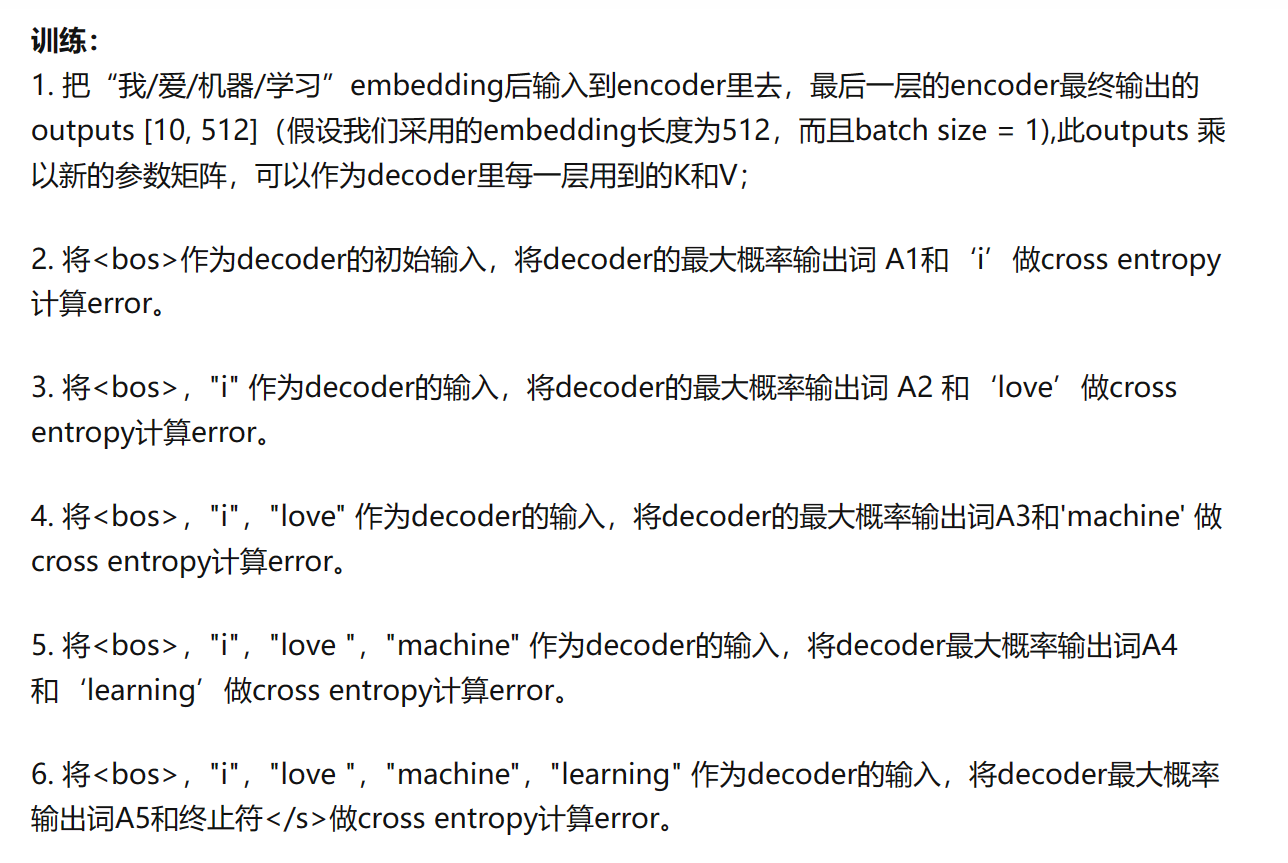 训练：
1. 把“我/爱/机器/学习”embedding后输入到encoder里去，最后一层的encoder最终输出的
outputs [10, 512]（假设我们采用的embedding长度为512，而且batch size = 1),此outputs 乘
以新的参数矩阵，可以作为decoder里每一层用到的K和V；
2. 将<bos>作为decoder的初始输入，将decoder的最大概率输出词 A1和‘i’做cross entropy
计算error。
3. 将<bos>，"i" 作为decoder的输入，将decoder的最大概率输出词 A2 和‘love’做cross
entropy计算error。
4. 将<bos>，"i"，"love" 作为decoder的输入，将decoder的最大概率输出词A3和'machine' 做
cross entropy计算error。
5. 将<bos>，"i"，"love "，"machine" 作为decoder的输入，将decoder最大概率输出词A4
和‘learning’做cross entropy计算error。
6. 将<bos>，"i"，"love "，"machine"，"learning" 作为decoder的输入，将decoder最大概率
输出词A5和终止符</s>做cross entropy计算error。